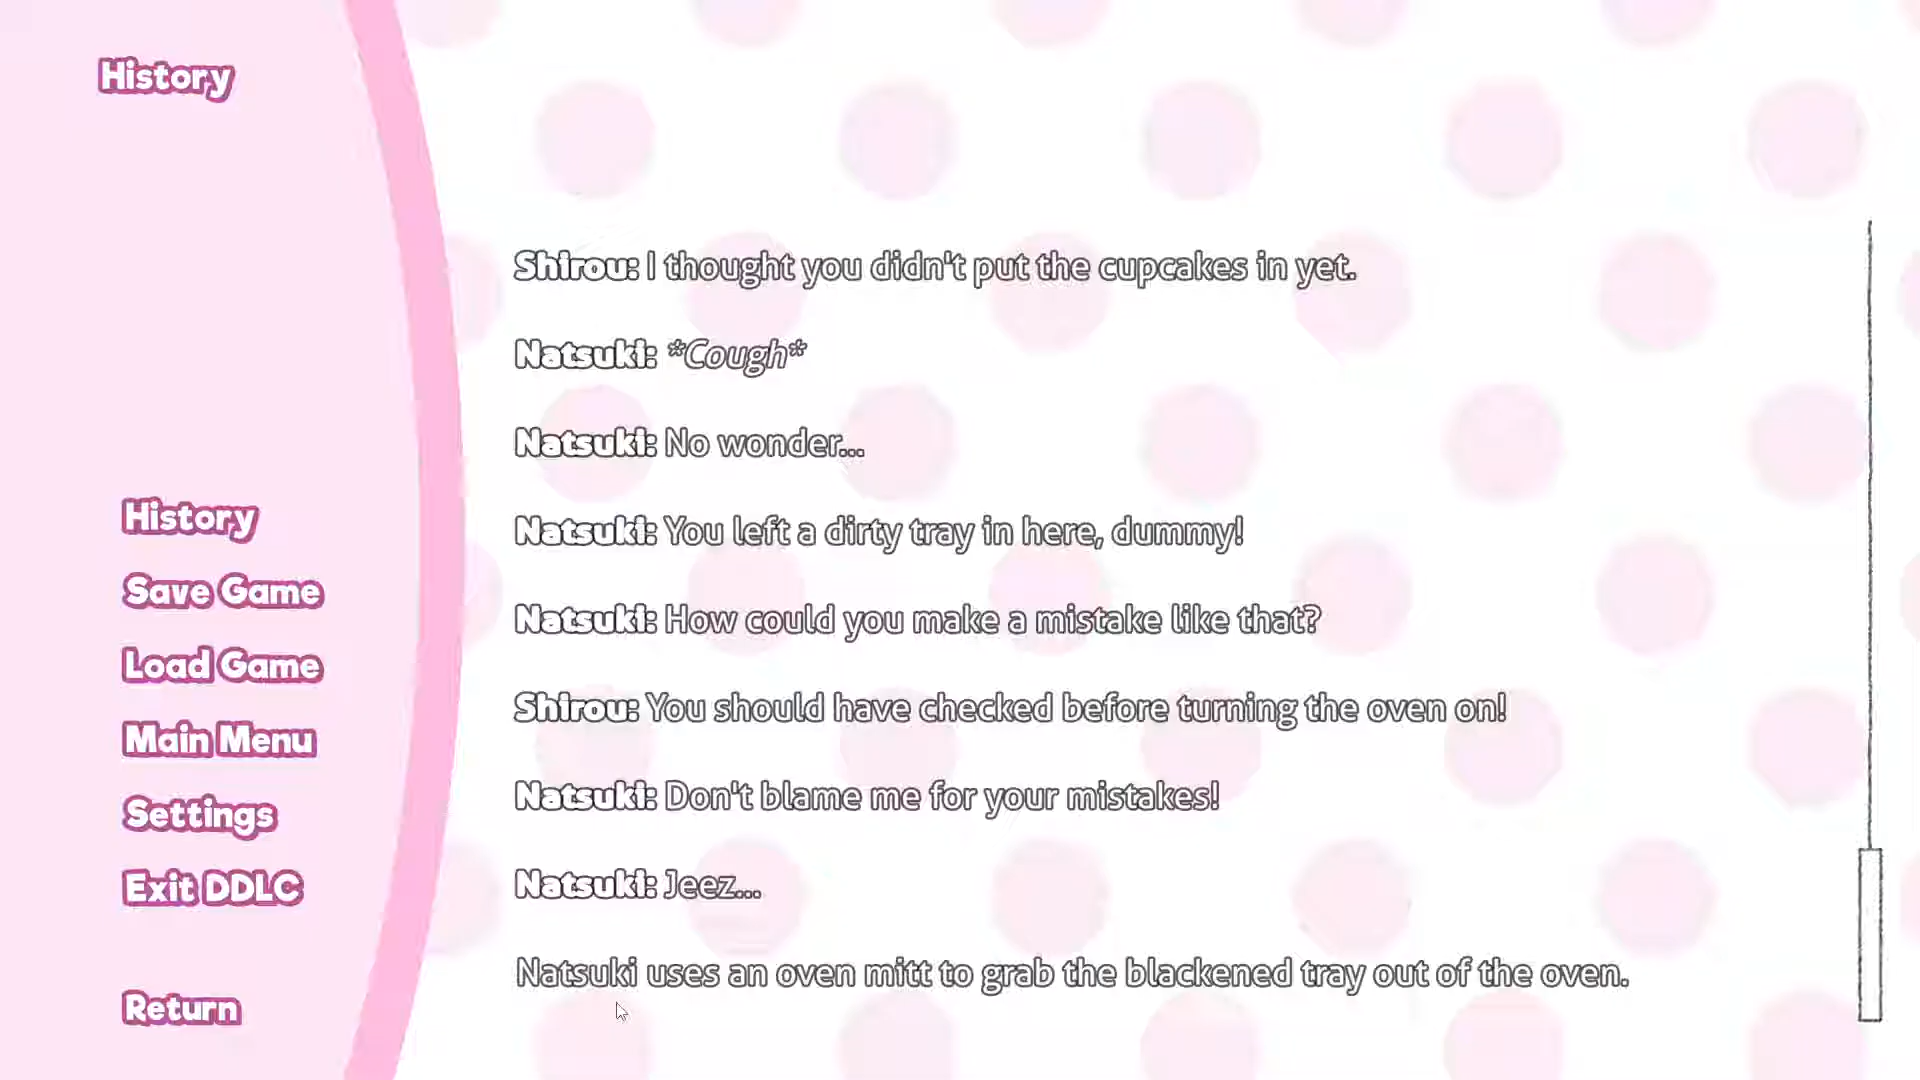 History
Shirou: I thought you didn't put the cupcakes in yet.
Natsuki: *Cough*
Natsuki: No wonder...
Natsuki: You left a dirty tray in here, dummy!
Natsuki: How could you make a mistake like that?
Shirou: You should have checked before turning the oven on!
Natsuki: Don't blame me for your mistakes!
Natsuki: Jeez...
Natsuki uses an oven mitt to grab the blackened tray out of the oven.
History
Save Game
Load Game
Main Menu
Settings
Exit DDLC
Return